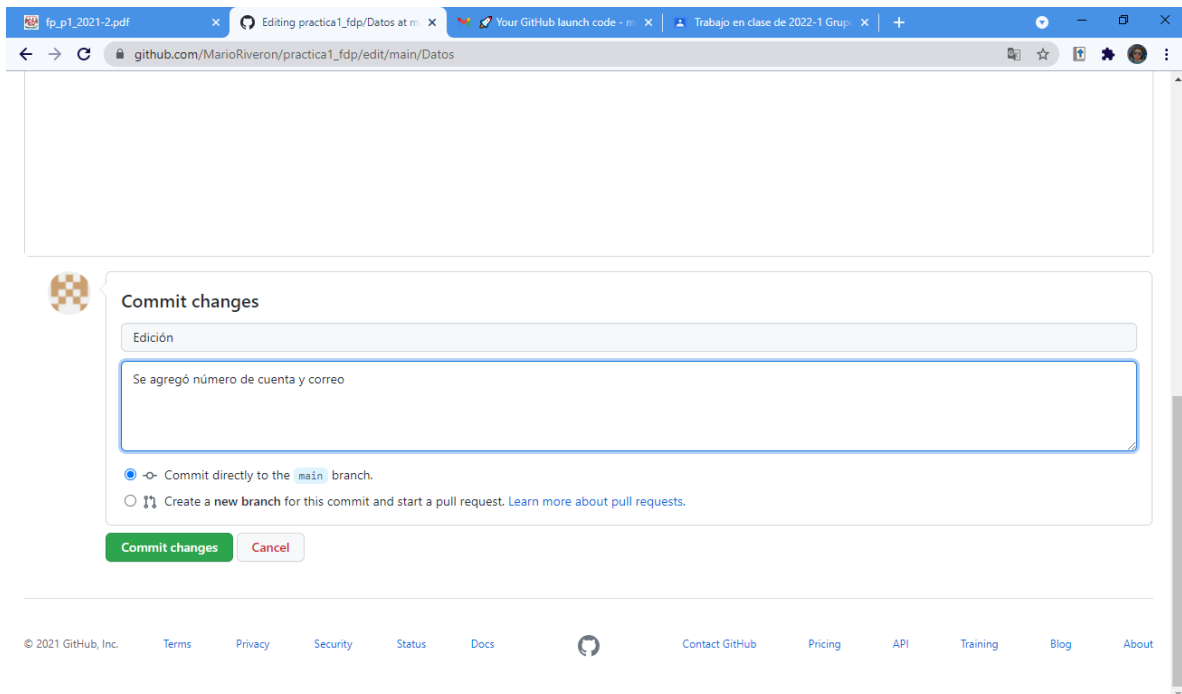 fp_p1_2021-2.pdf
Editing practica1_fdp/Datos at m
Your GitHub launch code - m
Trabajo en clase de 2022-1 Grup
github.com/MarioRiveron/practica1_fdp/edit/main/Datos
Commit changes
Edición
Se agregó número de cuenta y correo
Commit directly to the main branch.
Create a new branch for this commit and start a pull request. Learn more about pull requests.
Commit changes Cancel
© 2021 GitHub, Inc. Terms Privacy Security Status Docs Contact GitHub Pricing API Training Blog About